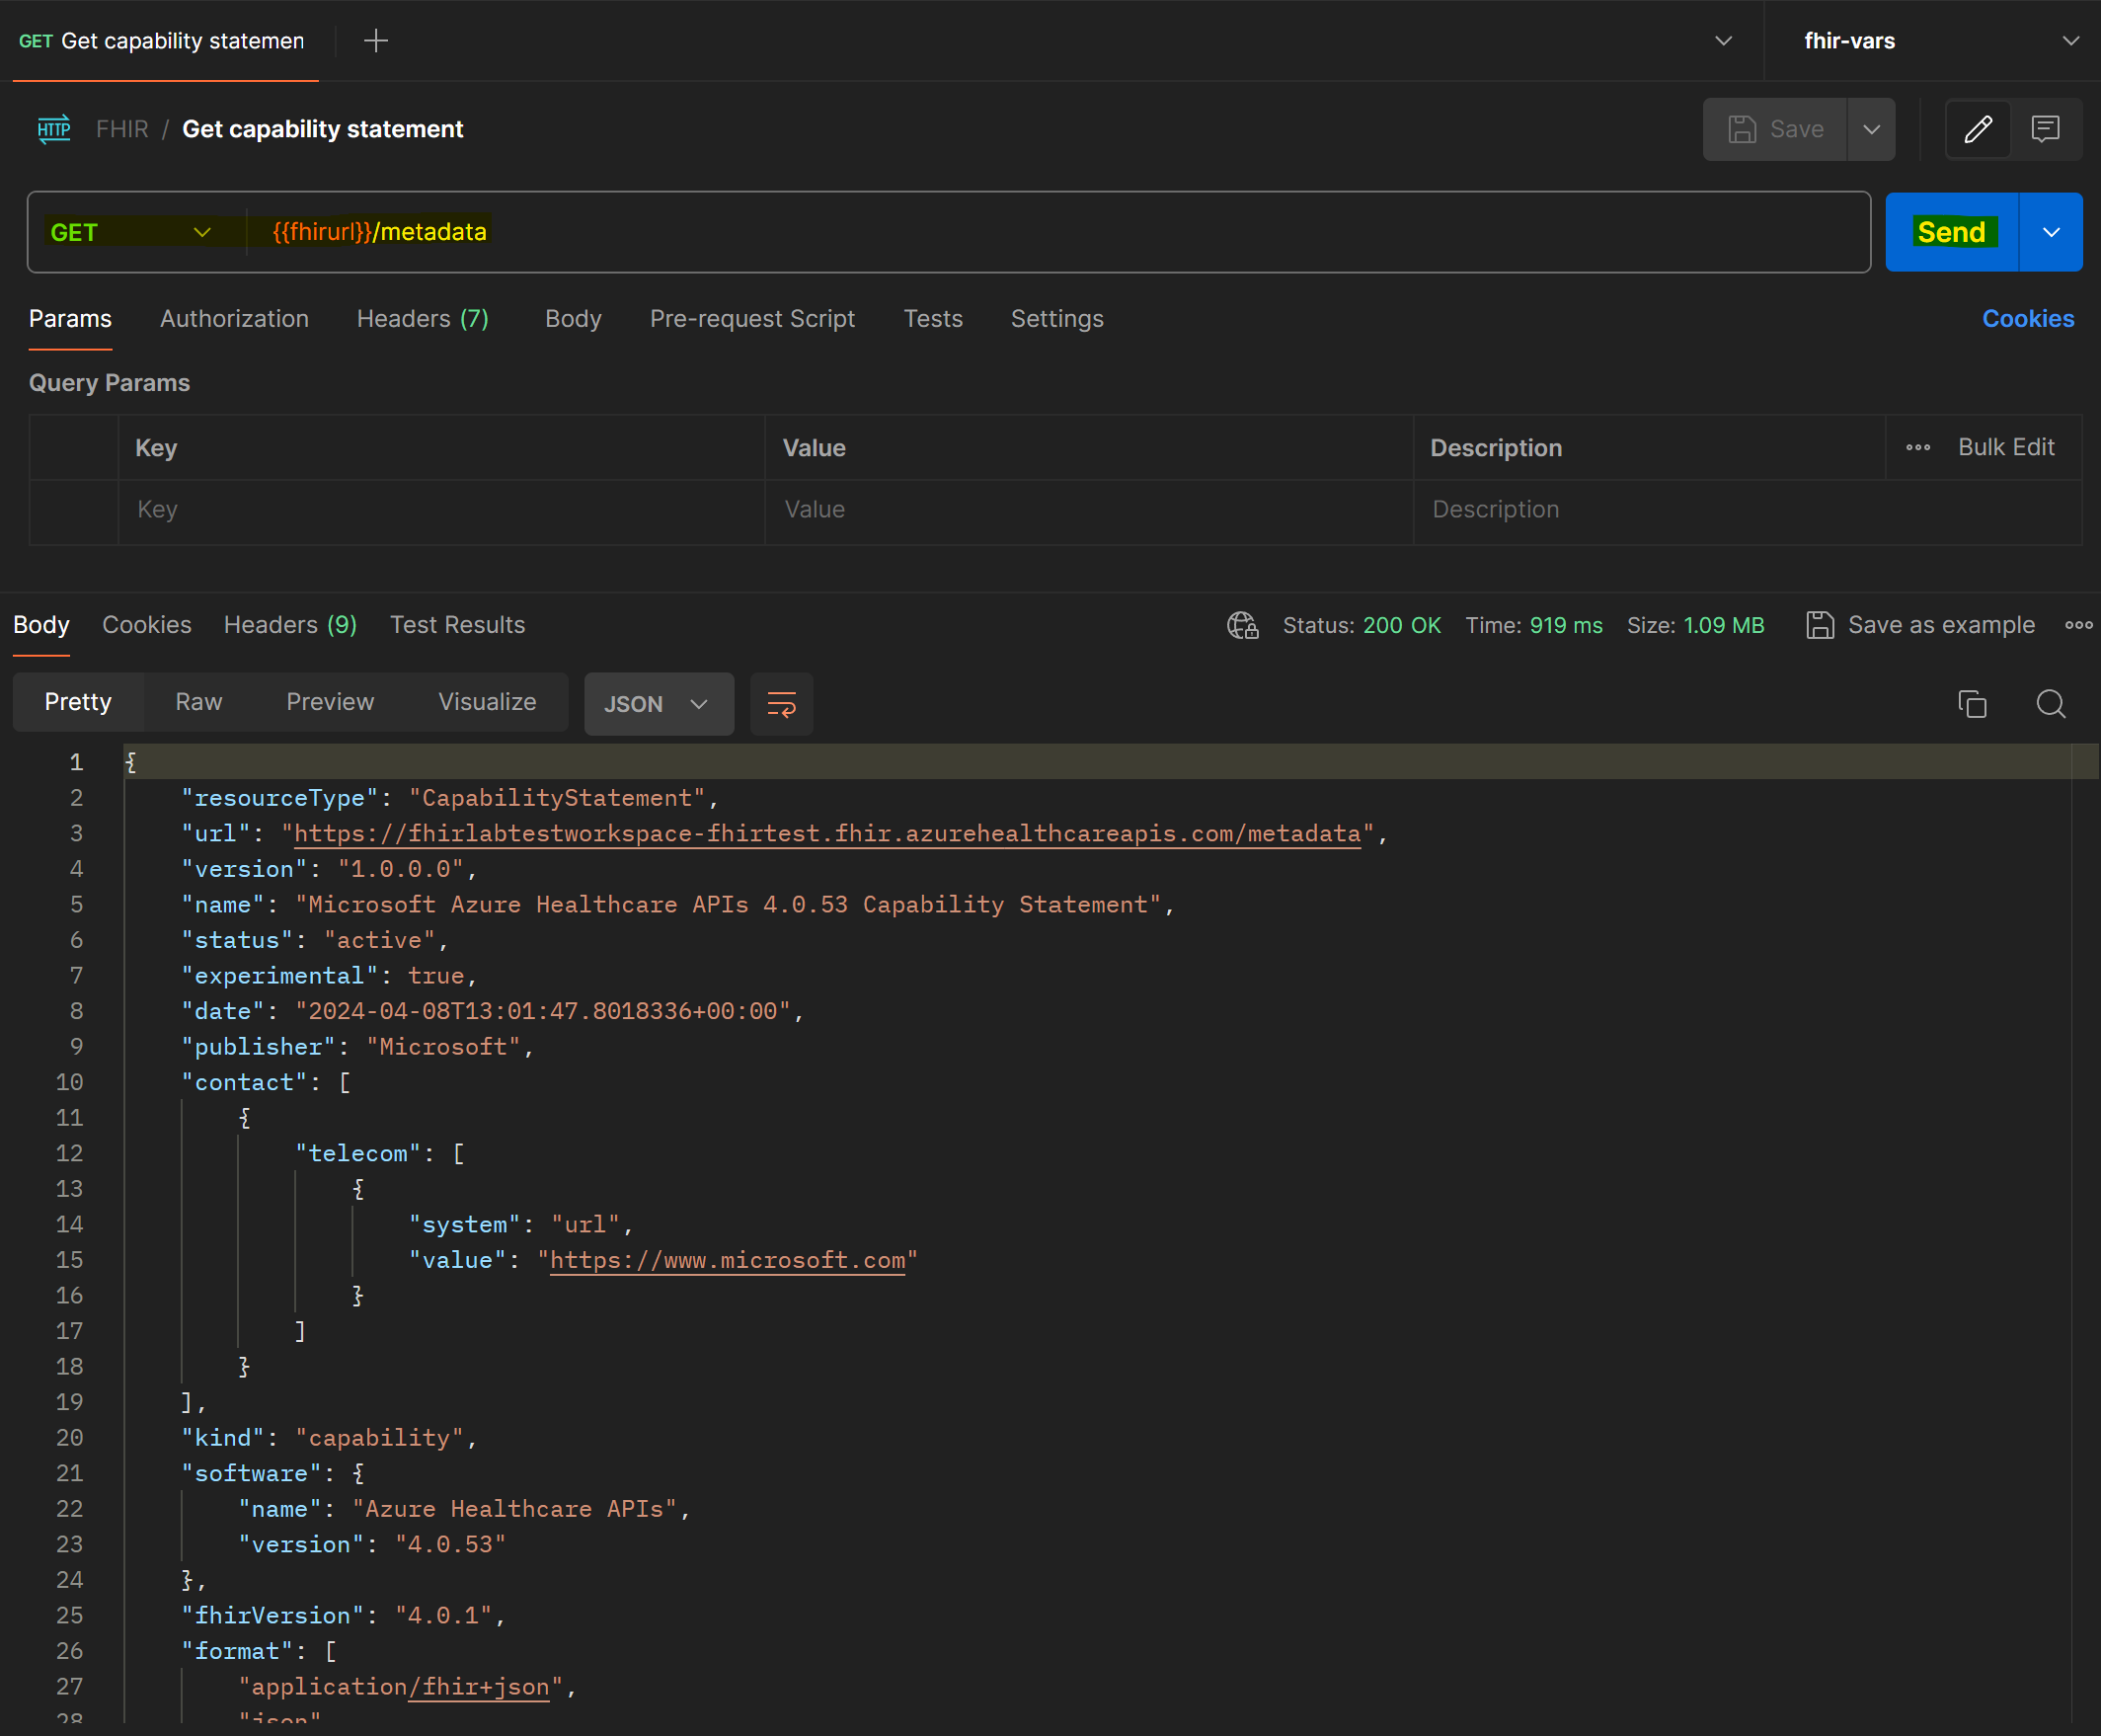 GET Get capability statemen
fhir-vars
HTTP FHIR / Get capability statement
Save
GET {{fhirurl}}/metadata
Send
Params Authorization Headers (7) Body Pre-request Script Tests Settings Cookies
Query Params
Key Value Description Bulk Edit
Key Value Description
Body Cookies Headers (9) Test Results Status: 200 OK Time: 919 ms Size: 1.09 MB Save as example
Pretty Raw Preview Visualize JSON
1 {
2 "resourceType": "CapabilityStatement",
3 "url": "https://fhirlabtestworkspace-fhirtest.fhir.azurehealthcareapis.com/metadata",
4 "version": "1.0.0.0",
5 "name": "Microsoft Azure Healthcare APIs 4.0.53 Capability Statement",
6 "status": "active",
7 "experimental": true,
8 "date": "2024-04-08T13:01:47.8018336+00:00",
9 "publisher": "Microsoft",
10 "contact": [
11 {
12 "telecom": [
13 {
14 "system": "url",
15 "value": "https://www.microsoft.com"
16 }
17 ]
18 }
19 ],
20 "kind": "capability",
21 "software": {
22 "name": "Azure Healthcare APIs",
23 "version": "4.0.53"
24 },
25 "fhirVersion": "4.0.1",
26 "format": [
27 "application/fhir+json",
28 "json"